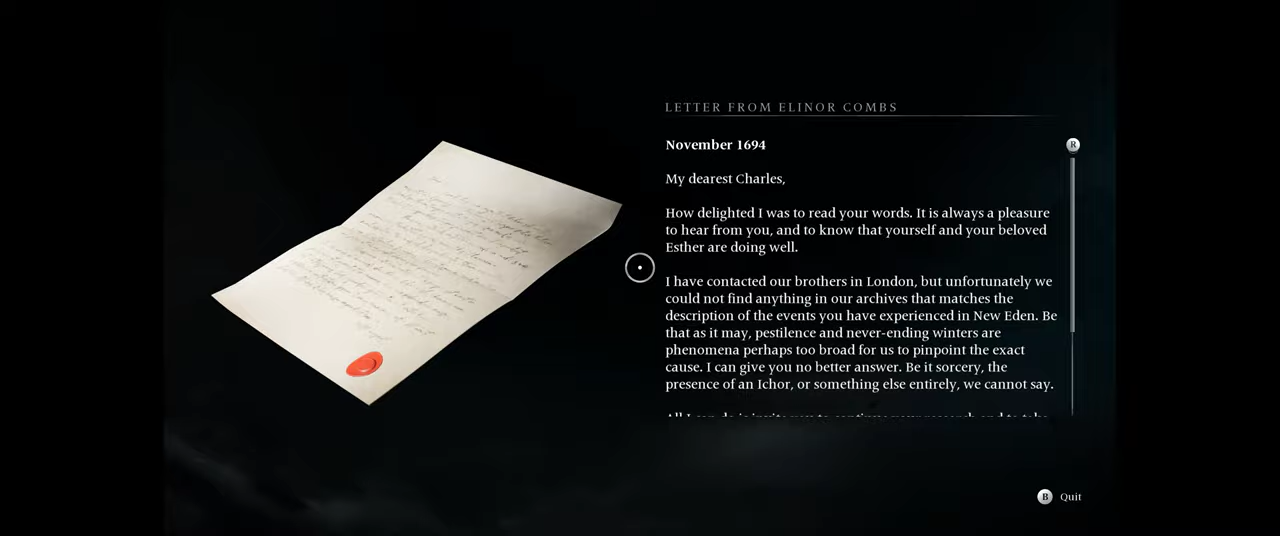 LETTER FROM ELINOR COMBS
November 1694
R
My dearest Charles,
How delighted I was to read your words. It is always a pleasure
to hear from you, and to know that yourself and your beloved
Esther are doing well.
I have contacted our brothers in London, but unfortunately we
could not find anything in our archives that matches the
description of the events you have experienced in New Eden. Be
that as it may, pestilence and never-ending winters are
phenomena perhaps too broad for us to pinpoint the exact
cause. I can give you no better answer. Be it sorcery, the
presence of an Ichor, or something else entirely, we cannot say.
B Quit